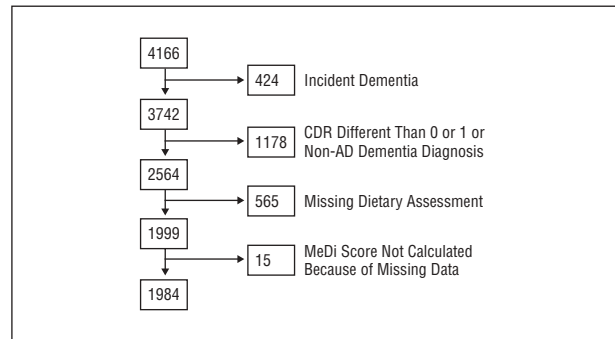 4166
424 Incident Dementia
3742
1178 CDR Different Than 0 or 1 or
Non-AD Dementia Diagnosis
2564
565 Missing Dietary Assessment
1999
15 MeDi Score Not Calculated
Because of Missing Data
1984